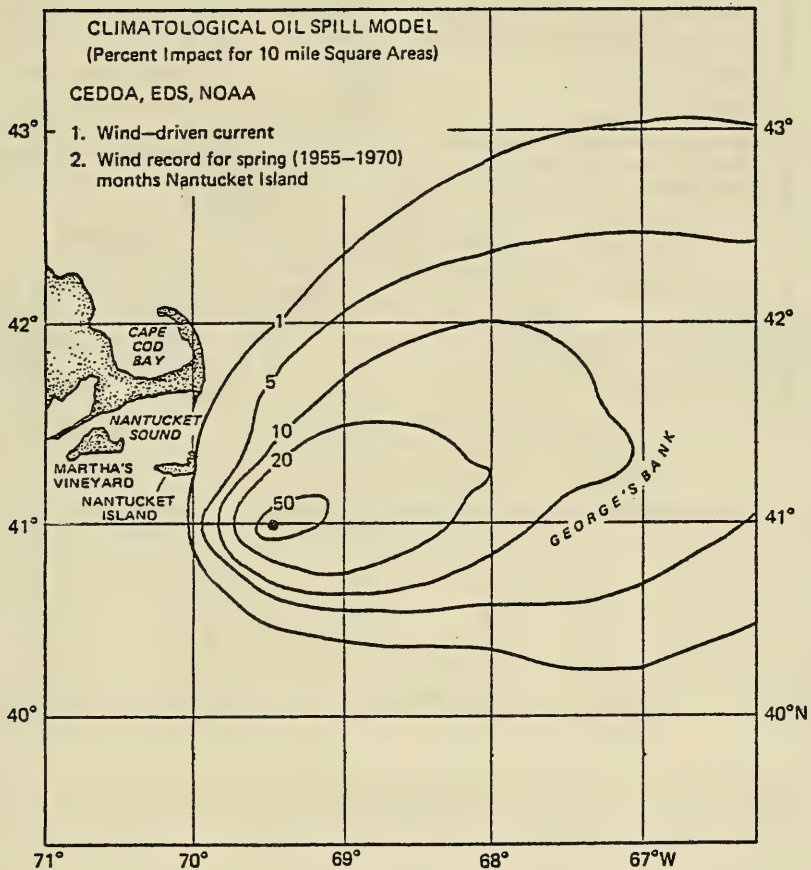 CLIMATOLOGICAL OIL SPILL MODEL
(Percent Impact for 10 mile Square Areas)
CEDDA, EDS, NOAA
1. Wind—driven current
2. Wind record for spring (1955—1970)
months Nantucket Island
43°
43°
42°
42°
1
CAPE
COD
BAY
5
10
NANTUCKET
SOUND
20
MARTHA'S
VINEYARD
NANTUCKET
ISLAND
50
GEORGE'S BANK
41°
41°
40°
40°N
71°
70°
69°
68°
67°W